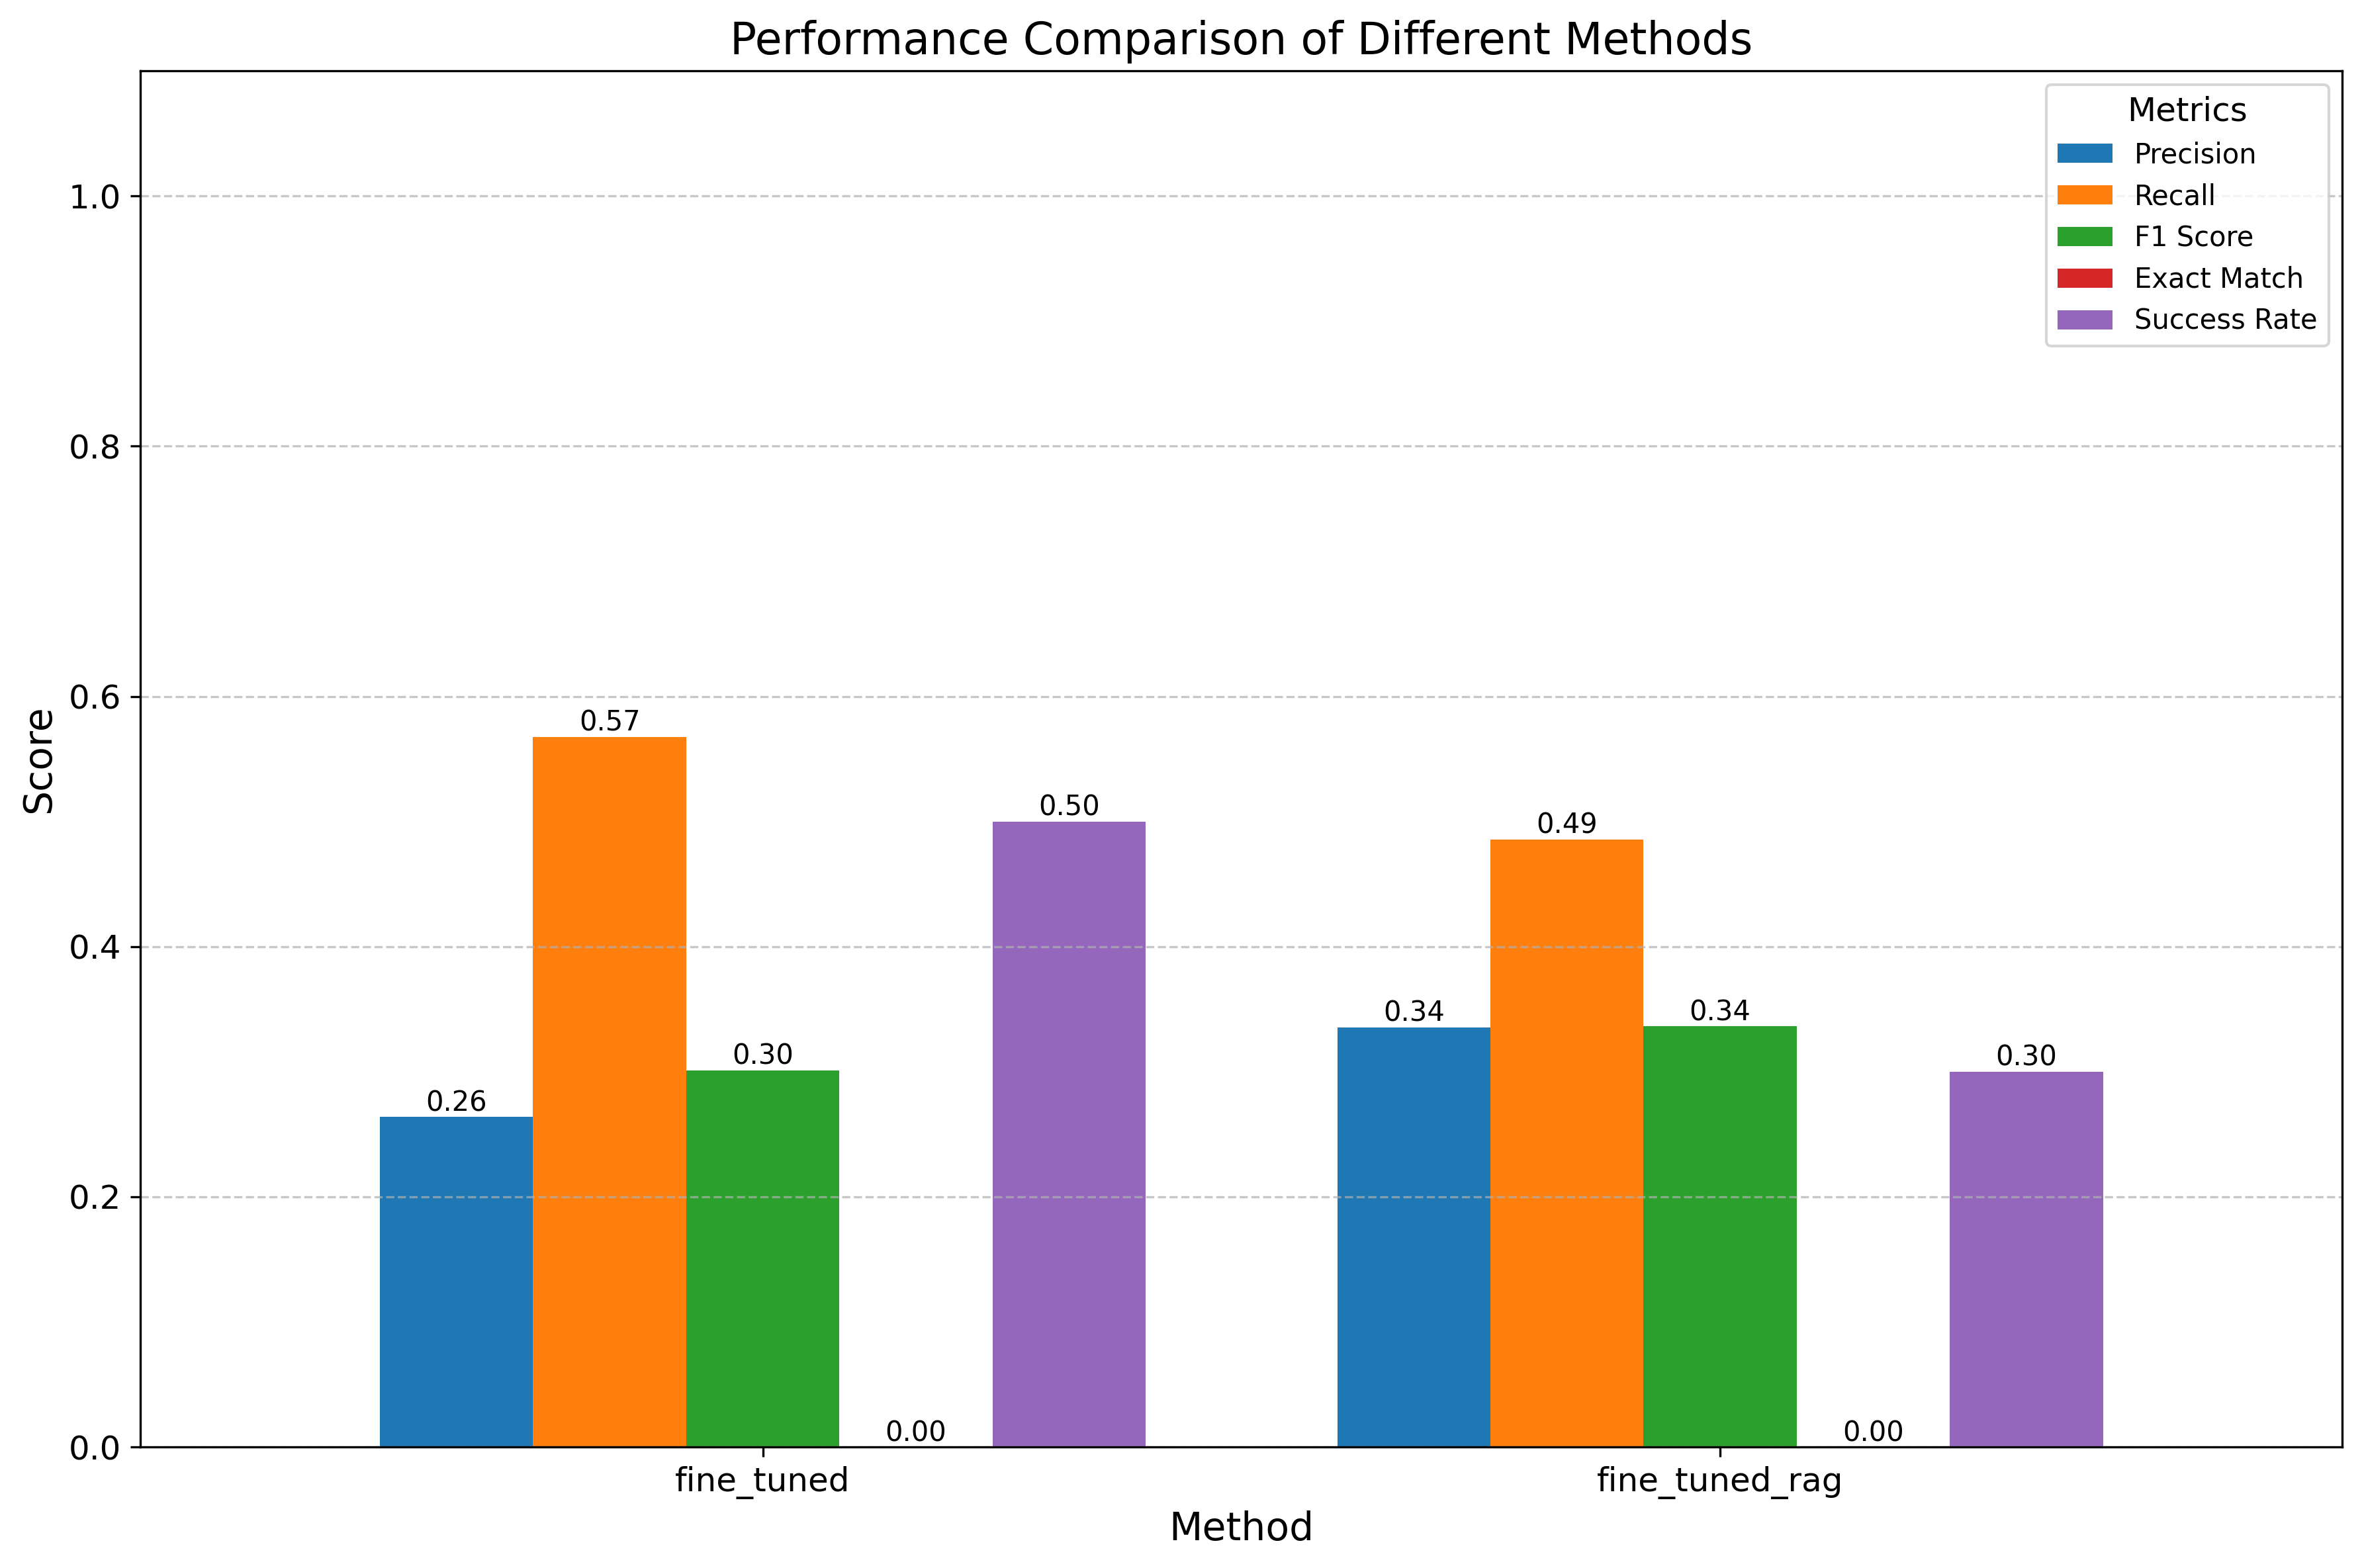 Performance Comparison of Different Methods
Metrics
Precision
Recall
F1 Score
Exact Match
Success Rate
Score
1.0
0.8
0.6
0.4
0.2
0.0
0.26
0.57
0.30
0.00
0.50
0.34
0.49
0.34
0.00
0.30
fine_tuned
fine_tuned_rag
Method